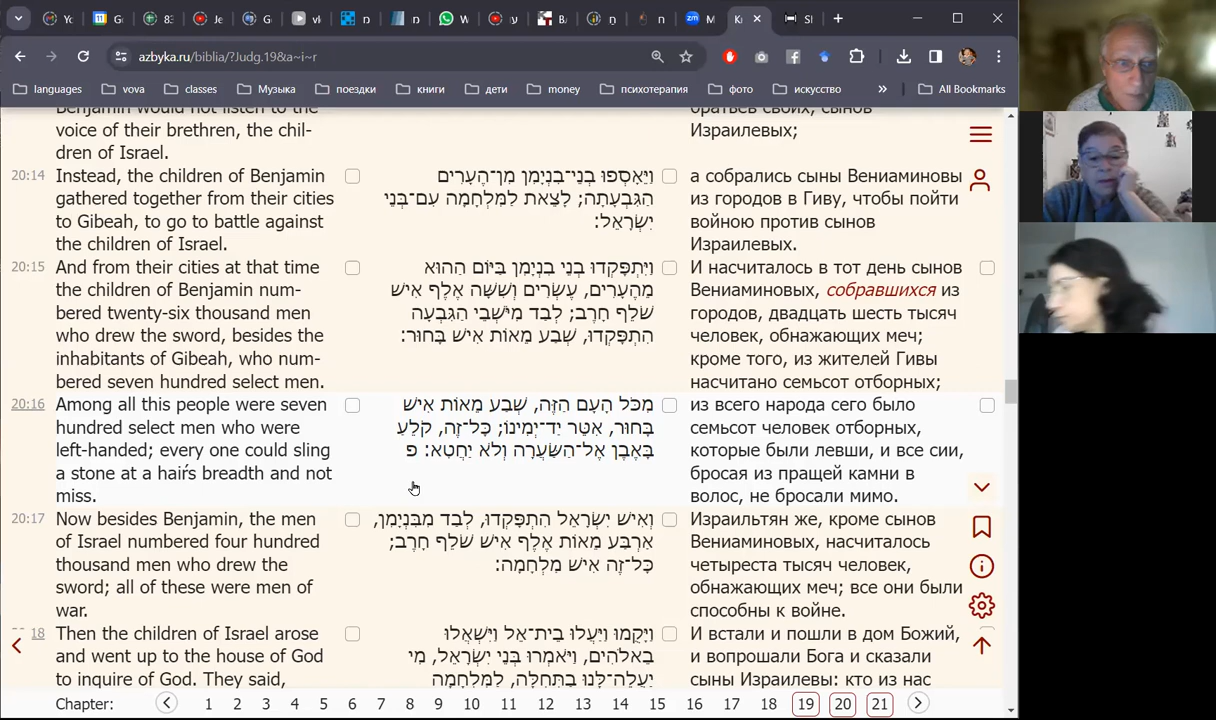 azbyka.ru/biblia/?Judg.19&a~i~r
languages vova classes Музыка поездки книги дети money психотерапия фото искусство » All Bookmarks
Benjamin would not listen to the
voice of their brethren, the chil-
dren of Israel.
братьев своих, сынов
Израилевых;
20:14
Instead, the children of Benjamin
gathered together from their cities
to Gibeah, to go to battle against
the children of Israel.
וַיֵּאָסְפוּ בְנֵי־בִנְיָמִן מִן־הֶעָרִים
הַגִּבְעָתָה; לָצֵאת לַמִּלְחָמָה עִם־בְּנֵי
יִשְׂרָאֵל׃
а собрались сыны Вениаминовы
из городов в Гиву, чтобы пойти
войною против сынов
Израилевых.
20:15
And from their cities at that time
the children of Benjamin num-
bered twenty-six thousand men
who drew the sword, besides the
inhabitants of Gibeah, who num-
bered seven hundred select men.
וַיִּתְפָּקְדוּ בְנֵי בִנְיָמִן בַּיּוֹם הַהוּא
מֵהֶעָרִים, עֶשְׂרִים וְשִׁשָּׁה אֶלֶף אִישׁ
שֹׁלֵף חָרֶב; לְבַד מִיֹּשְׁבֵי הַגִּבְעָה
הִתְפָּקְדוּ, שְׁבַע מֵאוֹת אִישׁ בָּחוּר׃
И насчиталось в тот день сынов
Вениаминовых, собравшихся из
городов, двадцать шесть тысяч
человек, обнажающих меч;
кроме того, из жителей Гивы
насчитано семьсот отборных;
20:16
Among all this people were seven
hundred select men who were
left-handed; every one could sling
a stone at a haiŕs breadth and not
miss.
מִכֹּל הָעָם הַזֶּה, שְׁבַע מֵאוֹת אִישׁ
בָּחוּר, אִטֵּר יַד־יְמִינוֹ; כָּל־זֶה, קֹלֵעַ
בָּאֶבֶן אֶל־הַשַּׂעֲרָה וְלֹא יַחֲטִא׃ פ
из всего народа сего было
семьсот человек отборных,
которые были левши, и все сии,
бросая из пращей камни в
волос, не бросали мимо.
20:17
Now besides Benjamin, the men
of Israel numbered four hundred
thousand men who drew the
sword; all of these were men of
war.
וְאִישׁ יִשְׂרָאֵל הִתְפָּקְדוּ, לְבַד מִבִּנְיָמִן,
אַרְבַּע מֵאוֹת אֶלֶף אִישׁ שֹׁלֵף חָרֶב;
כָּל־זֶה אִישׁ מִלְחָמָה׃
Израильтян же, кроме сынов
Вениаминовых, насчиталось
четыреста тысяч человек,
обнажающих меч; все они были
способны к войне.
18
Then the children of Israel arose
and went up to the house of God
to inquire of God. They said,
וַיָּקֻמוּ וַיַּעֲלוּ בֵית־אֵל וַיִּשְׁאֲלוּ
בֵאלֹהִים, וַיֹּאמְרוּ בְּנֵי יִשְׂרָאֵל, מִי
יַעֲלֶה־לָּנוּ בַתְּחִלָּה, לַמִּלְחָמָה
И встали и пошли в дом Божий,
и вопрошали Бога и сказали
сыны Израилевы: кто из нас
Chapter: 1 2 3 4 5 6 7 8 9 10 11 12 13 14 15 16 17 18 19 20 21